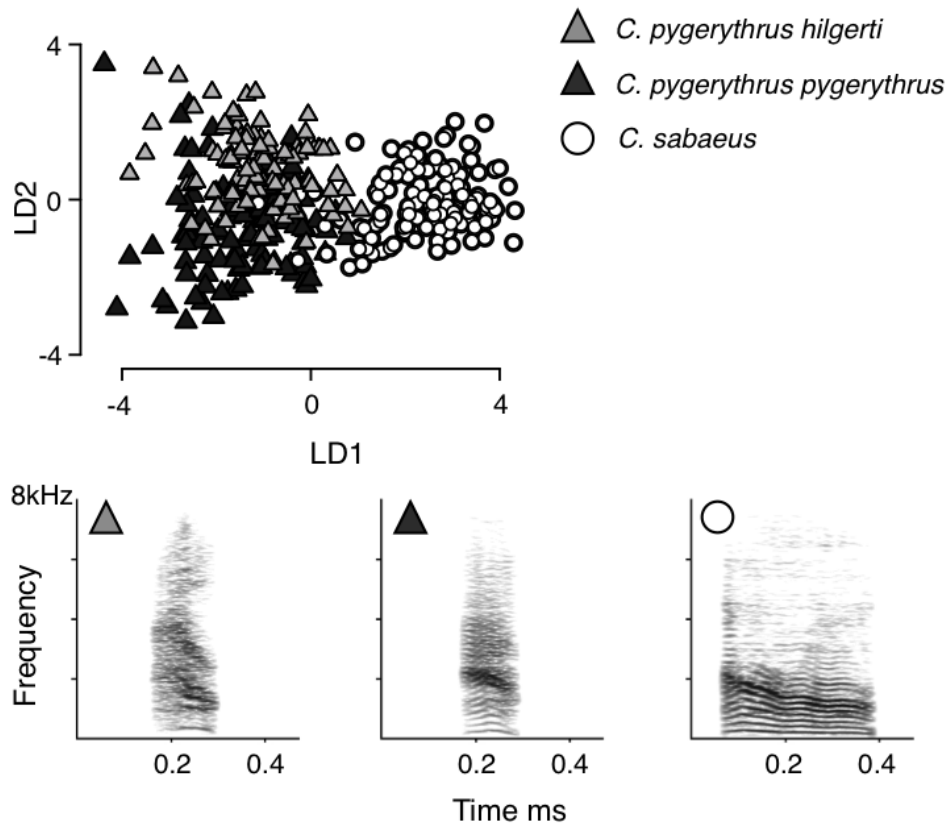 C. pygerythrus hilgerti
C. pygerythrus pygerythrus
C. sabaeus
4
0
-4
LD2
-4 0 4
LD1
8kHz
Frequency
0.2 0.4 0.2 0.4 0.2 0.4
Time ms